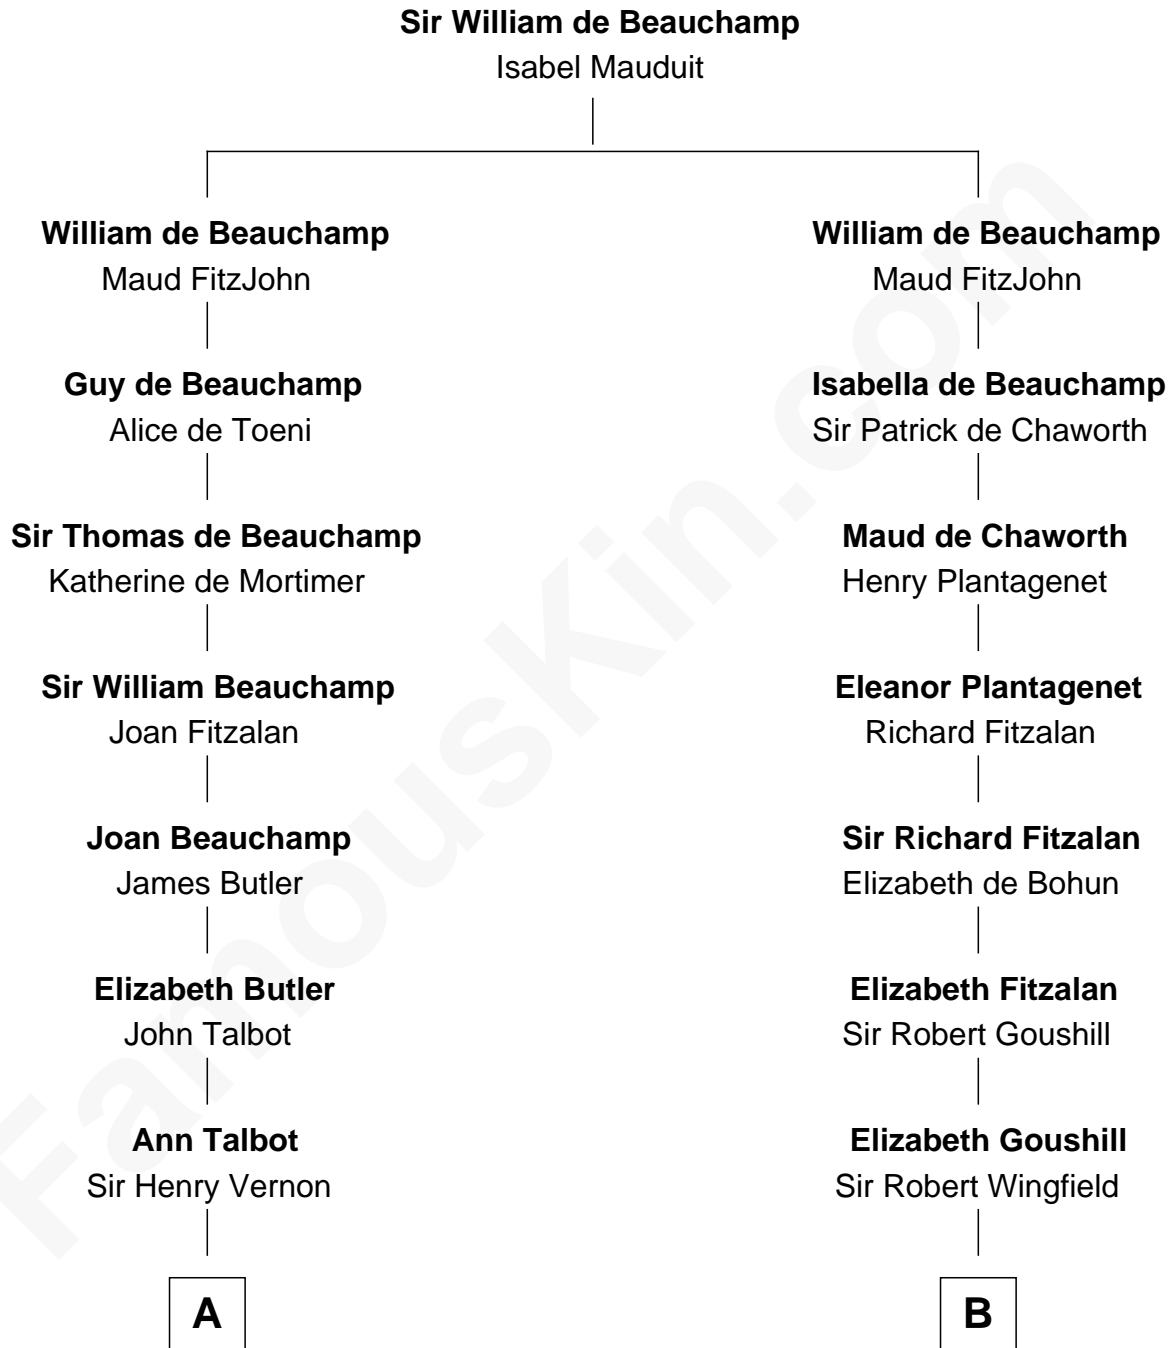 Sir William de Beauchamp
Isabel Mauduit
William de Beauchamp
Maud FitzJohn
Guy de Beauchamp
Alice de Toeni
Sir Thomas de Beauchamp
Katherine de Mortimer
Sir William Beauchamp
Joan Fitzalan
Joan Beauchamp
James Butler
Elizabeth Butler
John Talbot
Ann Talbot
Sir Henry Vernon
A
William de Beauchamp
Maud FitzJohn
Isabella de Beauchamp
Sir Patrick de Chaworth
Maud de Chaworth
Henry Plantagenet
Eleanor Plantagenet
Richard Fitzalan
Sir Richard Fitzalan
Elizabeth de Bohun
Elizabeth Fitzalan
Sir Robert Goushill
Elizabeth Goushill
Sir Robert Wingfield
B
FamousKin.com